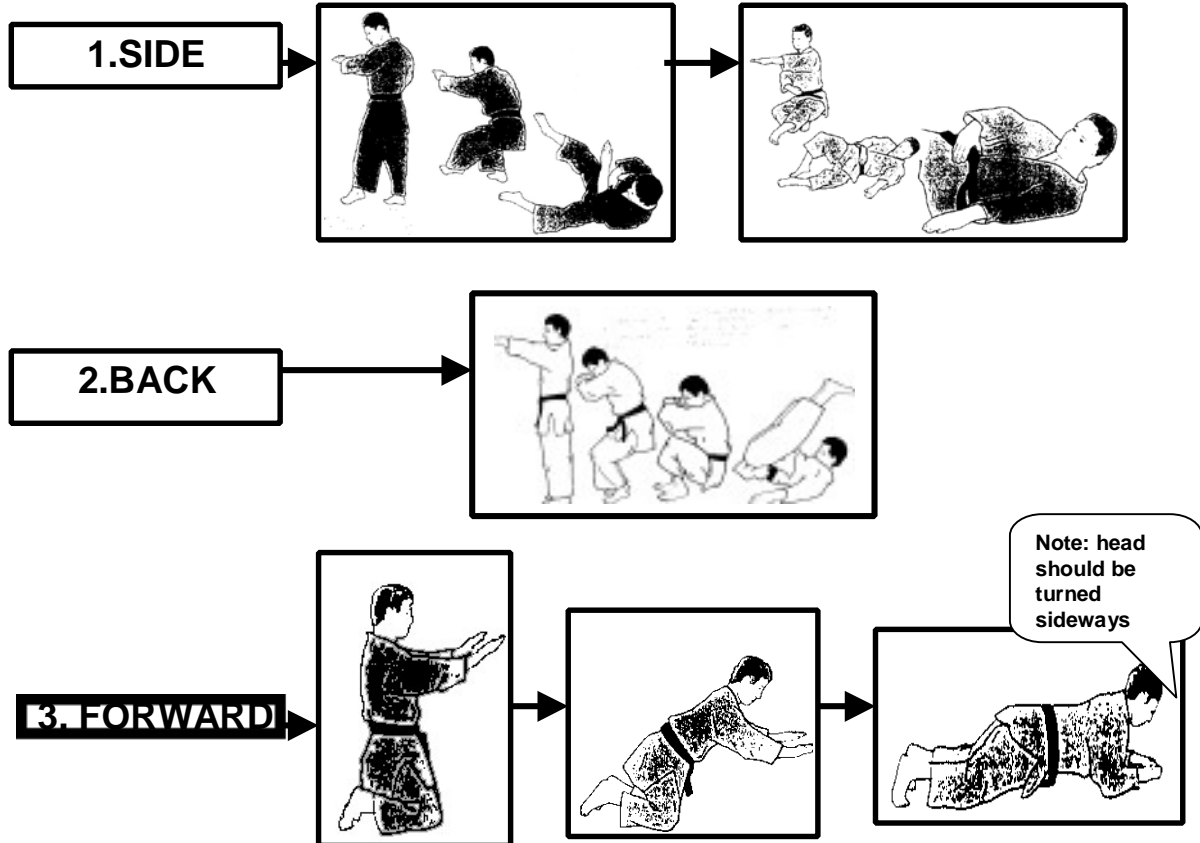 1.SIDE
2.BACK
Note: head
should be
turned
sideways
3. FORWARD